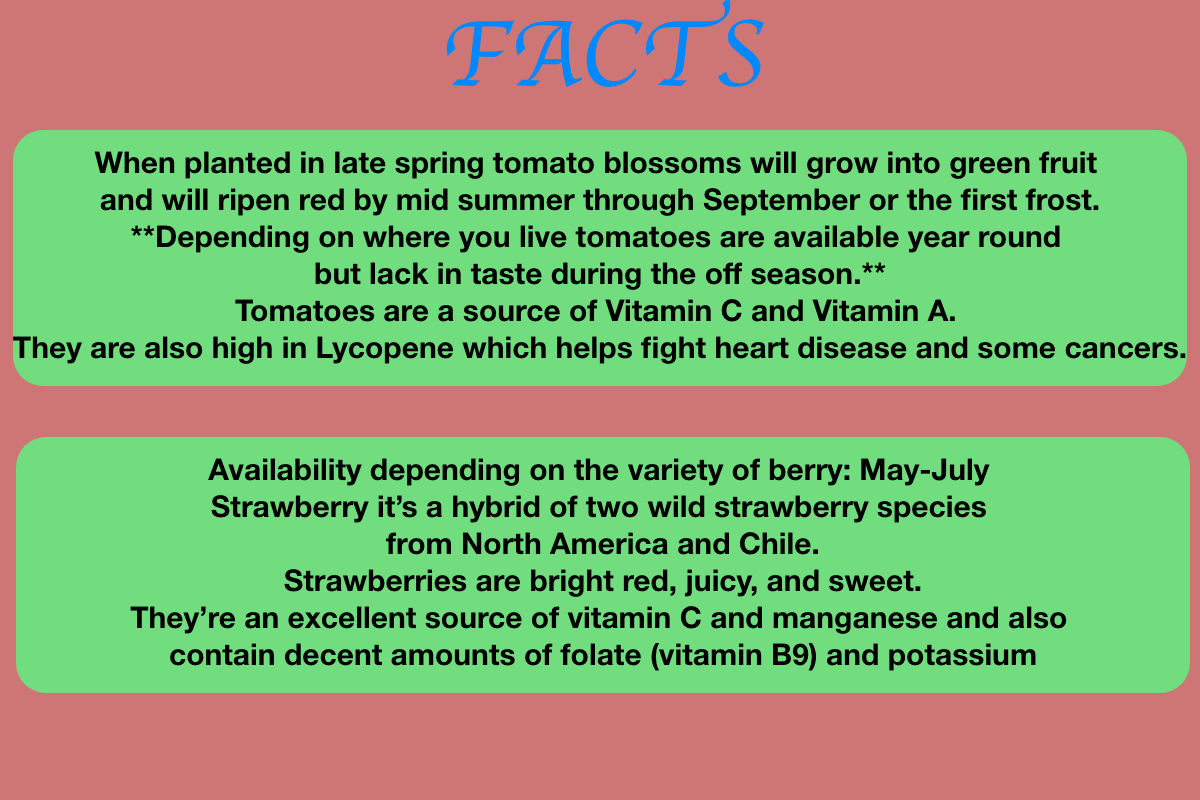 FACTS
When planted in late spring tomato blossoms will grow into green fruit
and will ripen red by mid summer through September or the first frost.
**Depending on where you live tomatoes are available year round
but lack in taste during the off season.**
Tomatoes are a source of Vitamin C and Vitamin A.
They are also high in Lycopene which helps fight heart disease and some cancers.
Availability depending on the variety of berry: May-July
Strawberry it’s a hybrid of two wild strawberry species
from North America and Chile.
Strawberries are bright red, juicy, and sweet.
They’re an excellent source of vitamin C and manganese and also
contain decent amounts of folate (vitamin B9) and potassium